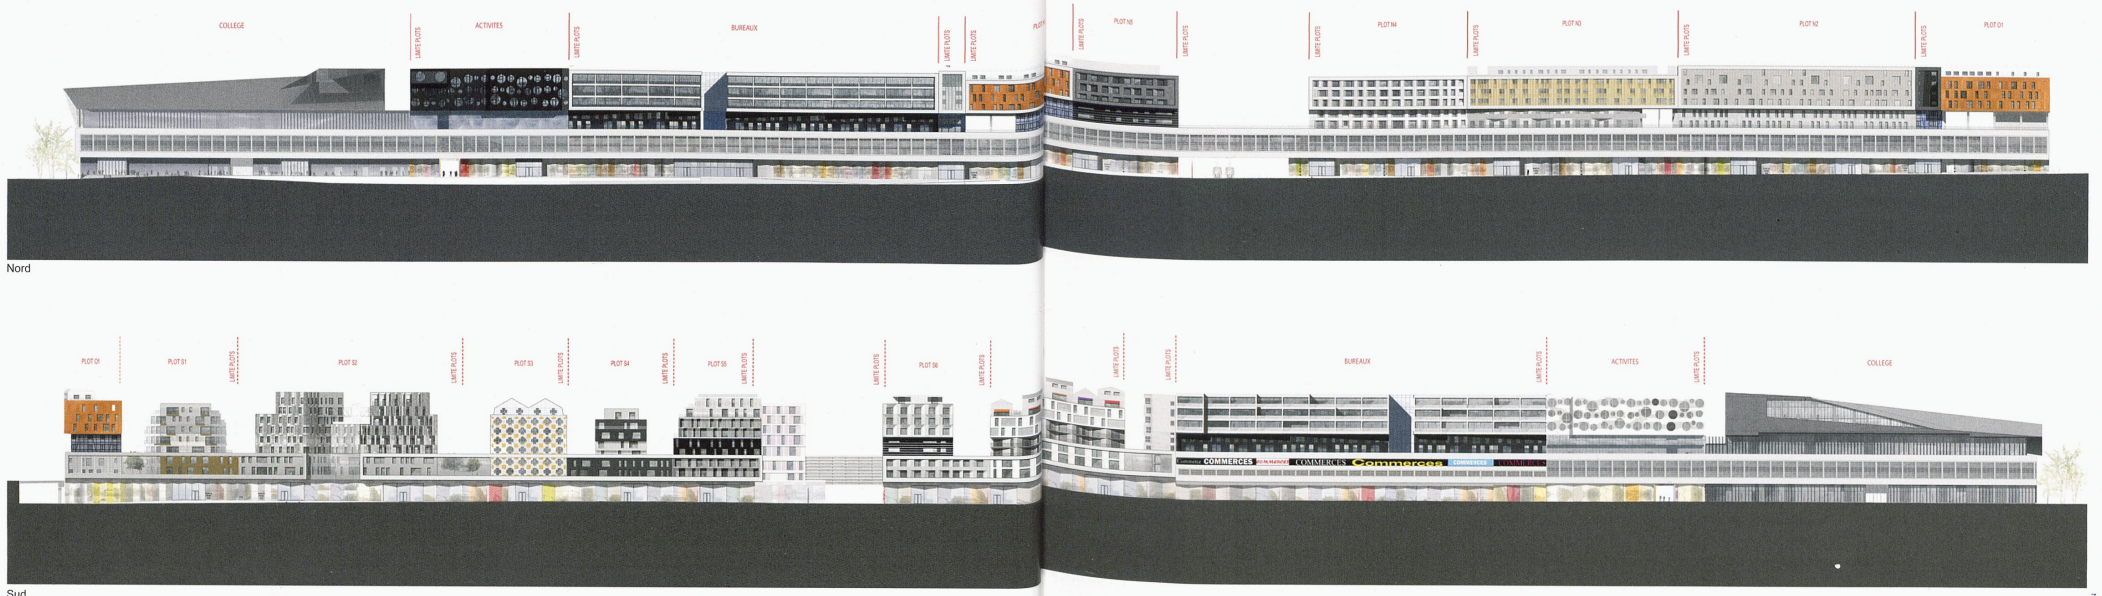 COLLEGE
LIMITE PLOTS
ACTIVITES
LIMITE PLOTS
BUREAUX
LIMITE PLOTS
LIMITE PLOTS
LIMITE PLOTS
PLOT N5
LIMITE PLOTS
LIMITE PLOTS
PLOT N4
LIMITE PLOTS
PLOT N3
LIMITE PLOTS
PLOT N2
LIMITE PLOTS
PLOT O1
Nord
PLOT O1
PLOT S1
LIMITE PLOTS
PLOT S2
LIMITE PLOTS
PLOT S3
LIMITE PLOTS
PLOT S4
LIMITE PLOTS
PLOT S5
LIMITE PLOTS
LIMITE PLOTS
PLOT S6
LIMITE PLOTS
LIMITE PLOTS
LIMITE PLOTS
BUREAUX
LIMITE PLOTS
ACTIVITES
LIMITE PLOTS
COLLEGE
Commerces COMMERCES COMMERCES COMMERCES Commerces COMMERCES COMMERCES
Sud